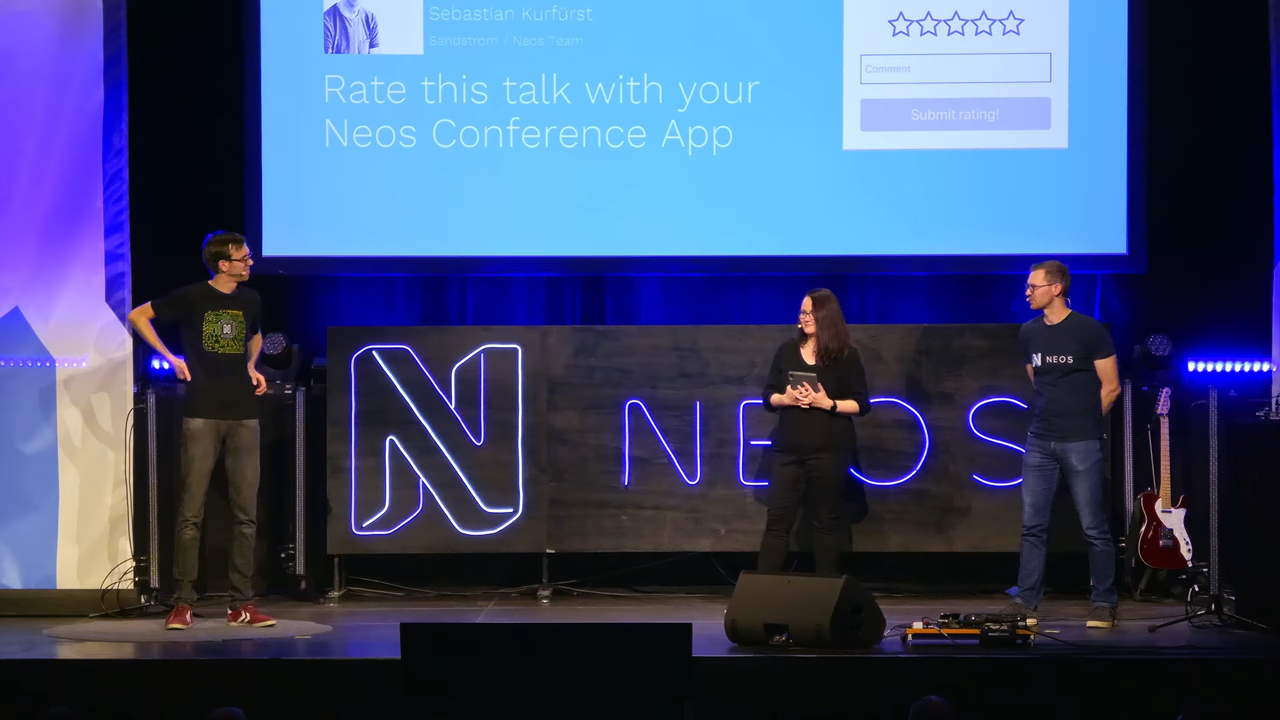 Sebastian Kurfürst
Sandstorm / Neos Team
Rate this talk with your
Neos Conference App
Comment
Submit rating!
N NEOS
N NEOS